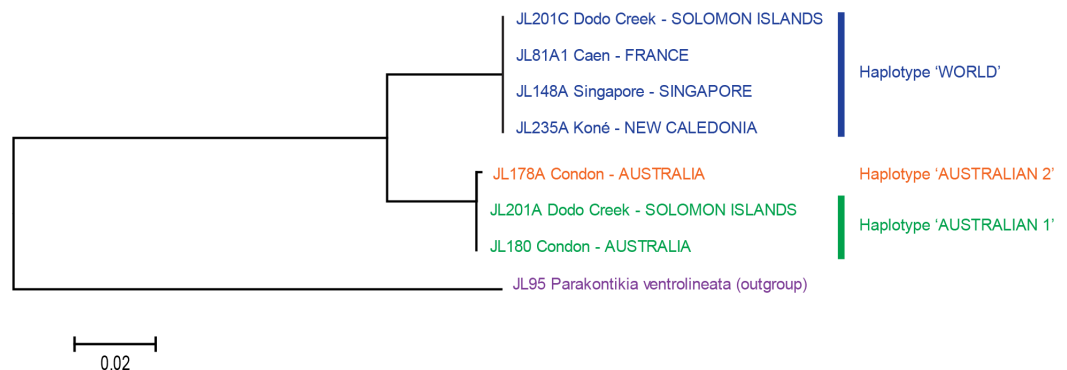 JL201C Dodo Creek - SOLOMON ISLANDS
JL81A1 Caen - FRANCE
Haplotype ‘WORLD’
JL148A Singapore - SINGAPORE
JL235A Koné - NEW CALEDONIA
JL178A Condon - AUSTRALIA
Haplotype ‘AUSTRALIAN 2’
JL201A Dodo Creek - SOLOMON ISLANDS
Haplotype ‘AUSTRALIAN 1’
JL180 Condon - AUSTRALIA
JL95 Parakontikia ventrolineata (outgroup)
0.02